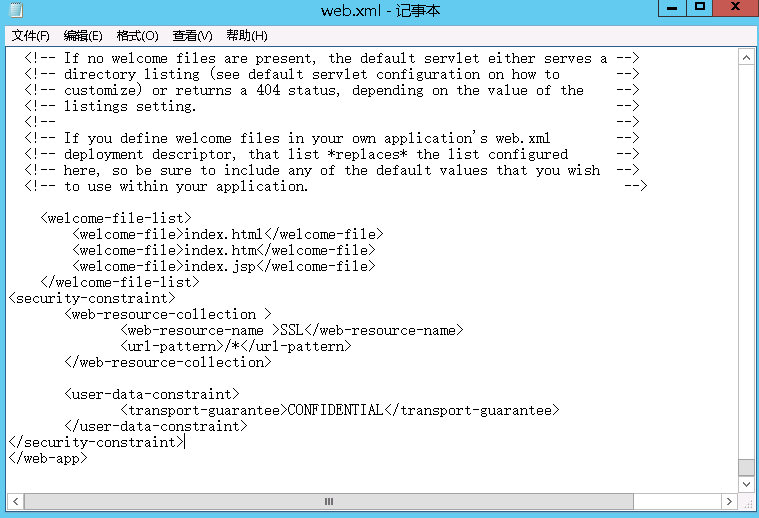 web.xml - 记事本
文件(F) 编辑(E) 格式(O) 查看(V) 帮助(H)
<!-- If no welcome files are present, the default servlet either serves a -->
<!-- directory listing (see default servlet configuration on how to -->
<!-- customize) or returns a 404 status, depending on the value of the -->
<!-- listings setting. -->
<!-- -->
<!-- If you define welcome files in your own application's web.xml -->
<!-- deployment descriptor, that list *replaces* the list configured -->
<!-- here, so be sure to include any of the default values that you wish -->
<!-- to use within your application. -->
<welcome-file-list>
<welcome-file>index.html</welcome-file>
<welcome-file>index.htm</welcome-file>
<welcome-file>index.jsp</welcome-file>
</welcome-file-list>
<security-constraint>
<web-resource-collection >
<web-resource-name >SSL</web-resource-name>
<url-pattern>/*</url-pattern>
</web-resource-collection>
<user-data-constraint>
<transport-guarantee>CONFIDENTIAL</transport-guarantee>
</user-data-constraint>
</security-constraint>
</web-app>